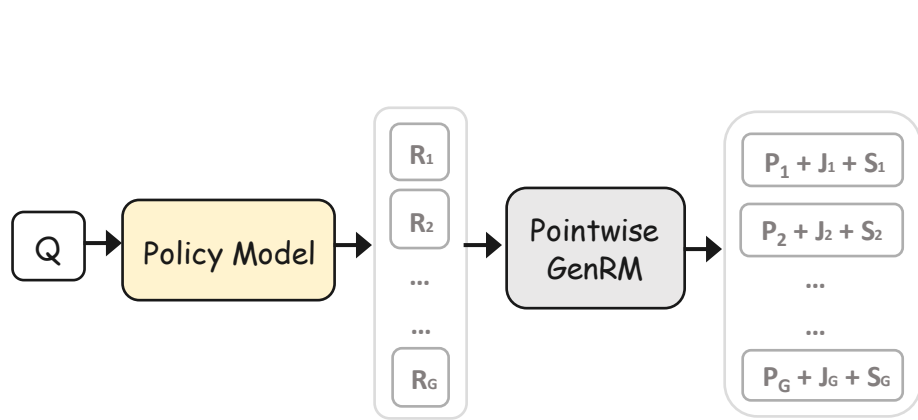 Q
Policy Model
R1
R2
...
...
RG
Pointwise
GenRM
P1 + J1 + S1
P2 + J2 + S2
...
...
PG + JG + SG